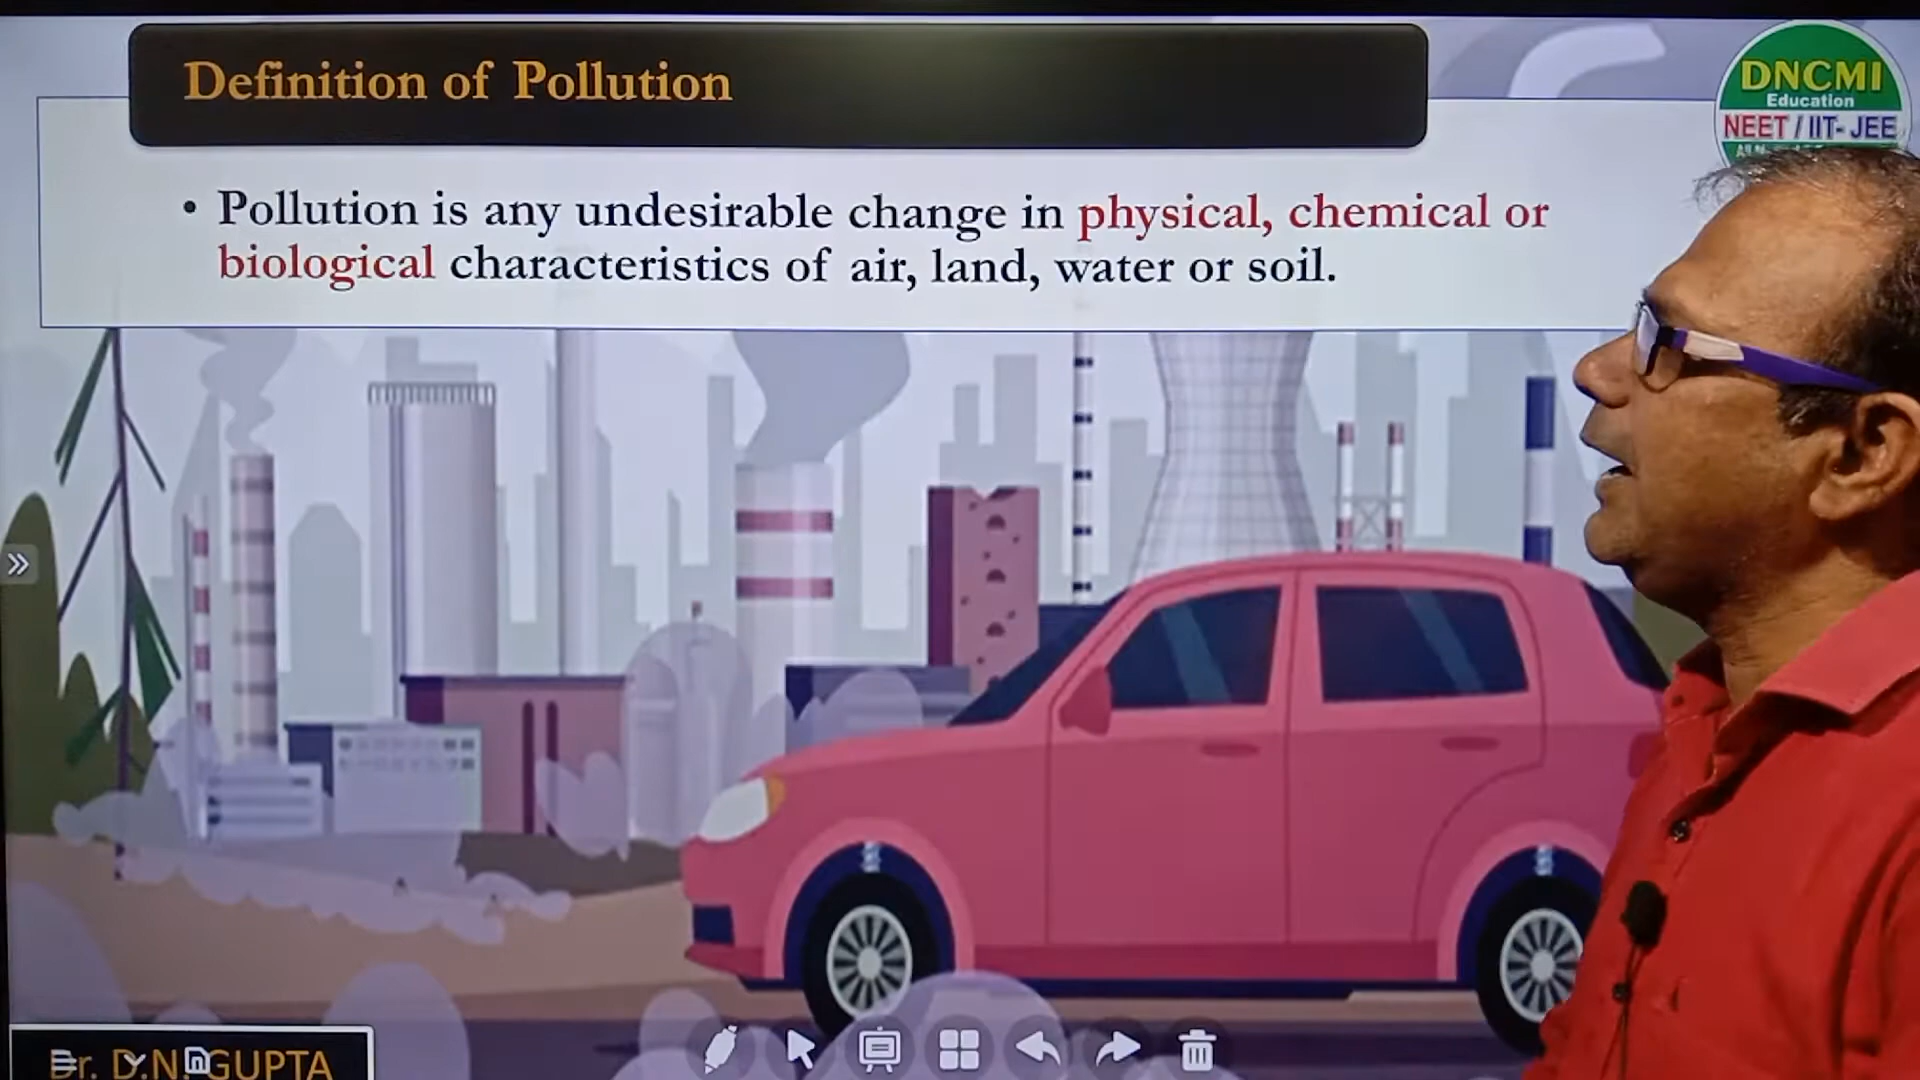 Definition of Pollution
DNCMI
Education
NEET / IIT- JEE
• Pollution is any undesirable change in physical, chemical or
biological characteristics of air, land, water or soil.
Dr. D.N. GUPTA